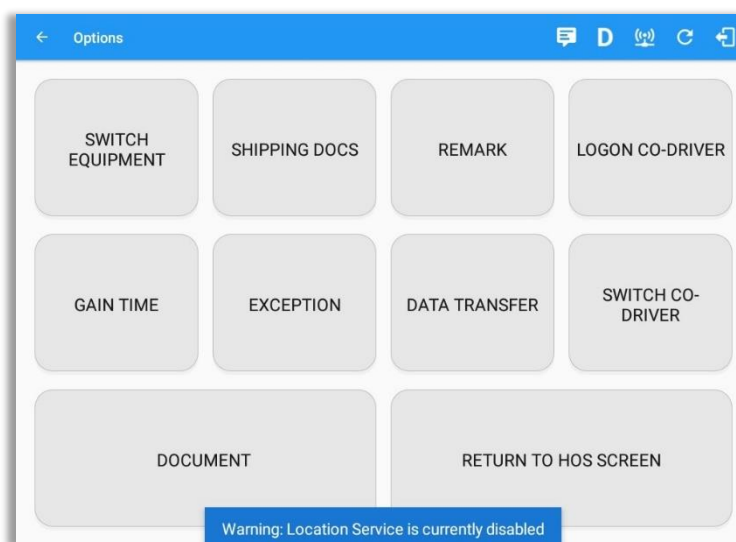 Options
D
SWITCH
EQUIPMENT
SHIPPING DOCS
REMARK
LOGON CO-DRIVER
GAIN TIME
EXCEPTION
DATA TRANSFER
SWITCH CO-
DRIVER
DOCUMENT
RETURN TO HOS SCREEN
Warning: Location Service is currently disabled